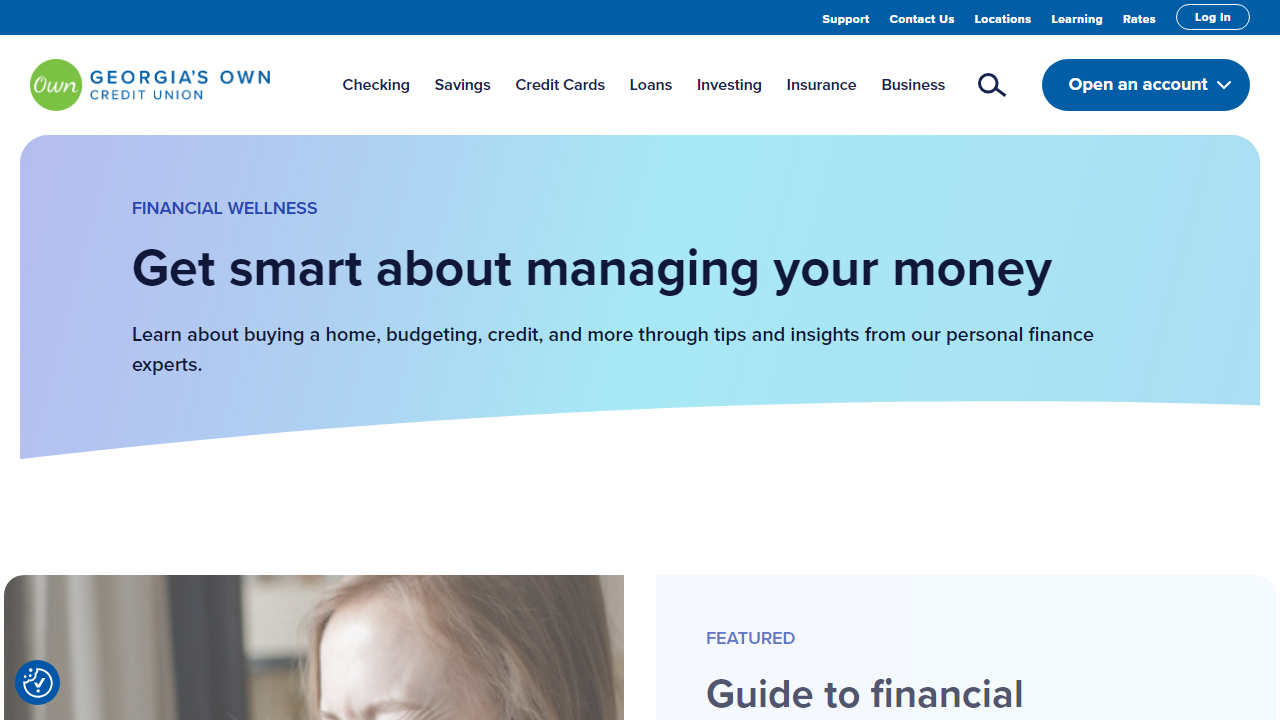 Support Contact Us Locations Learning Rates Log In
Own GEORGIA'S OWN
CREDIT UNION
Checking Savings Credit Cards Loans Investing Insurance Business Open an account
FINANCIAL WELLNESS
Get smart about managing your money
Learn about buying a home, budgeting, credit, and more through tips and insights from our personal finance
experts.
FEATURED
Guide to financial